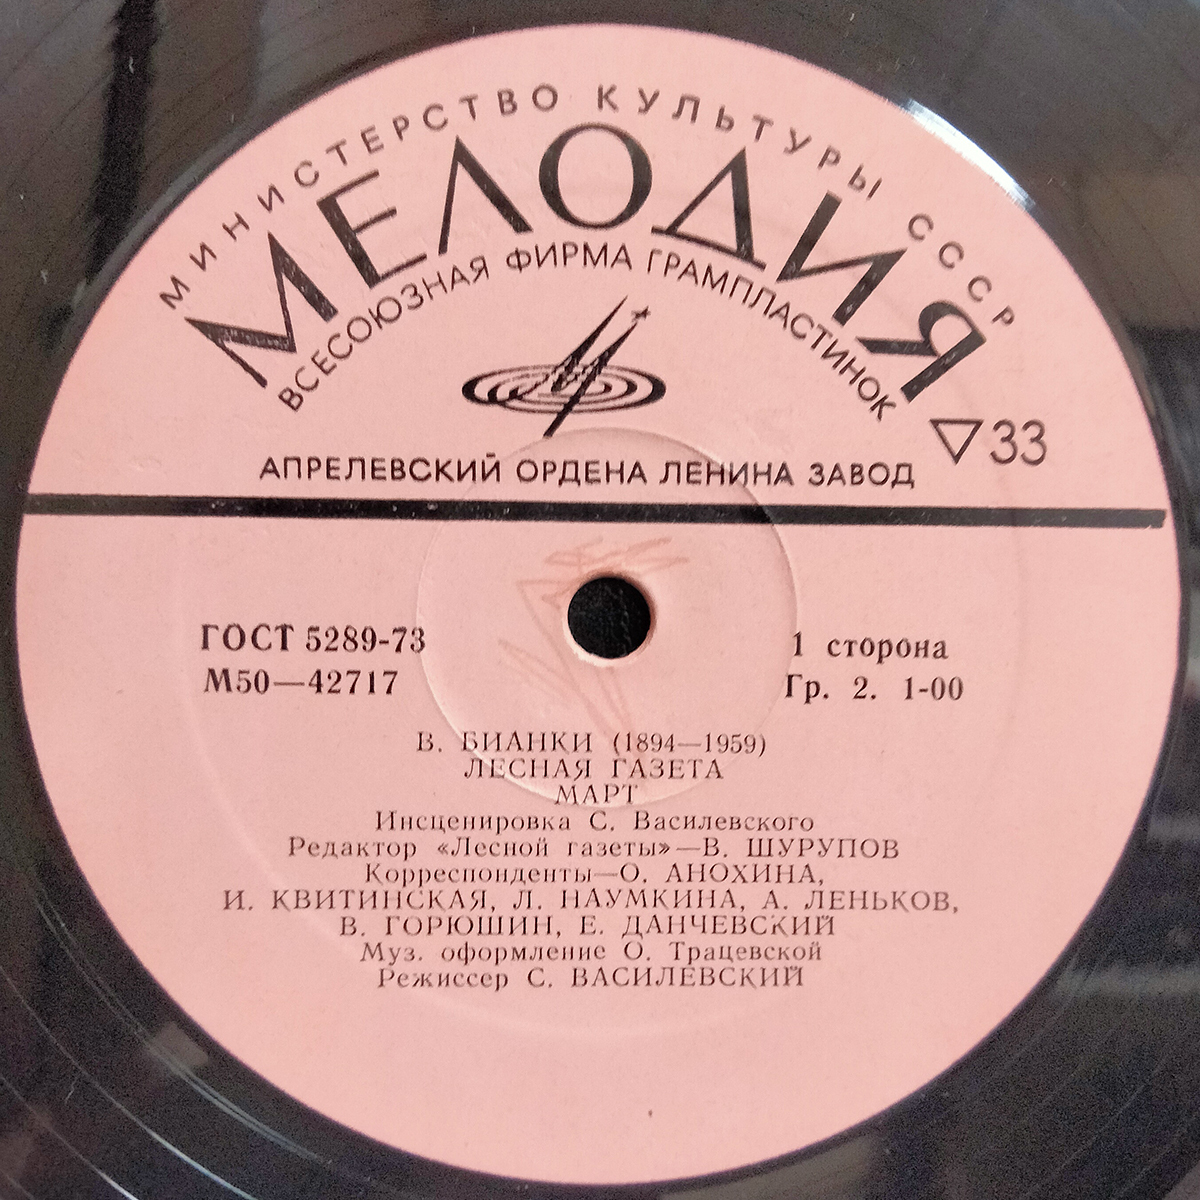 МИНИСТЕРСТВО КУЛЬТУРЫ СССР
МЕЛОДИЯ
ВСЕСОЮЗНАЯ ФИРМА ГРАМПЛАСТИНОК
▽33
АПРЕЛЕВСКИЙ ОРДЕНА ЛЕНИНА ЗАВОД
ГОСТ 5289-73
М50—42717
1 сторона
Гр. 2. 1-00
В. БИАНКИ (1894—1959)
ЛЕСНАЯ ГАЗЕТА
МАРТ
Инсценировка С. Василевского
Редактор «Лесной газеты»—В. ШУРУПОВ
Корреспонденты—О. АНОХИНА,
И. КВИТИНСКАЯ, Л. НАУМКИНА, А. ЛЕНЬКОВ,
В. ГОРЮШИН, Е. ДАНЧЕВСКИЙ
Муз. оформление О. Трацевской
Режиссер С. ВАСИЛЕВСКИЙ